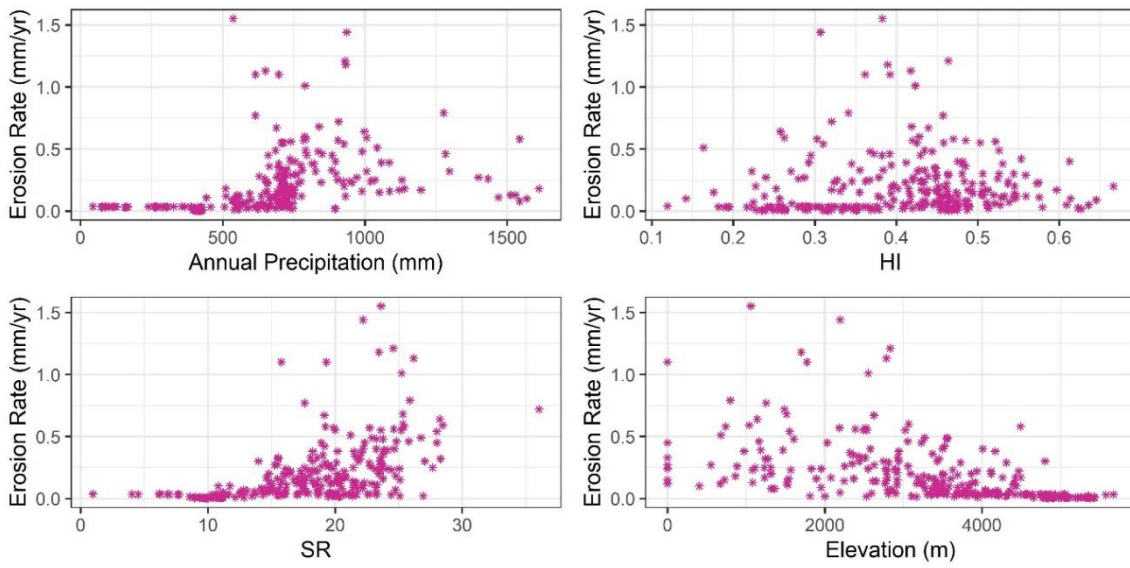 Erosion Rate (mm/yr)
1.5
1.0
0.5
0.0
0 500 1000 1500
Annual Precipitation (mm)
Erosion Rate (mm/yr)
1.5
1.0
0.5
0.0
0.1 0.2 0.3 0.4 0.5 0.6
HI
Erosion Rate (mm/yr)
1.5
1.0
0.5
0.0
0 10 20 30
SR
Erosion Rate (mm/yr)
1.5
1.0
0.5
0.0
0 2000 4000
Elevation (m)